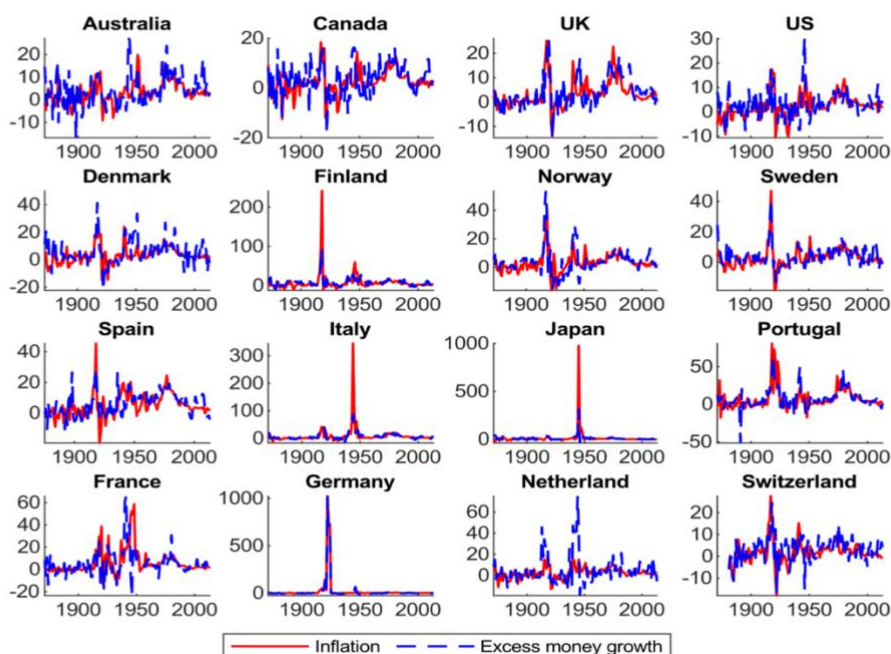 Australia Canada UK US
20 10 0 -10
20 0 -20
20 10 0 -10
30 20 10 0 -10
1900 1950 2000 1900 1950 2000 1900 1950 2000 1900 1950 2000
Denmark Finland Norway Sweden
40 20 0 -20
200 100 0
40 20 0
40 20 0
1900 1950 2000 1900 1950 2000 1900 1950 2000 1900 1950 2000
Spain Italy Japan Portugal
40 20 0
300 200 100 0
1000 500 0
50 0 -50
1900 1950 2000 1900 1950 2000 1900 1950 2000 1900 1950 2000
France Germany Netherland Switzerland
60 40 20 0 -20
1000 500 0
60 40 20 0
20 10 0 -10
1900 1950 2000 1900 1950 2000 1900 1950 2000 1900 1950 2000
Inflation Excess money growth